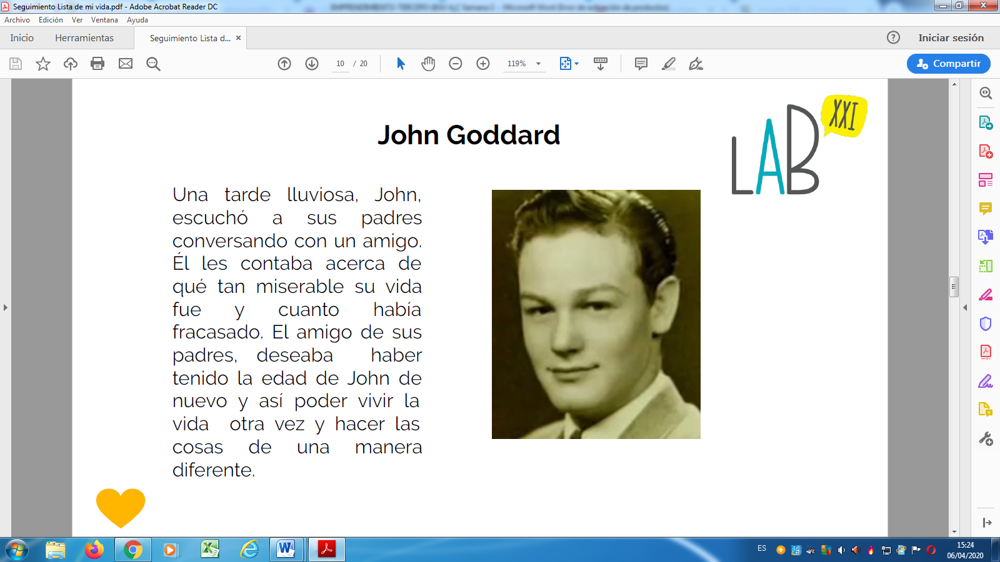 Seguimiento Lista de mi vida.pdf - Adobe Acrobat Reader DC
Archivo Edición Ver Ventana Ayuda
Inicio Herramientas Seguimiento Lista d... × Iniciar sesión
10 / 20 119% Compartir
LAB XXI
John Goddard
Una tarde lluviosa, John,
escuchó a sus padres
conversando con un amigo.
Él les contaba acerca de
qué tan miserable su vida
fue y cuanto había
fracasado. El amigo de sus
padres, deseaba haber
tenido la edad de John de
nuevo y así poder vivir la
vida otra vez y hacer las
cosas de una manera
diferente.
ES 15:24
06/04/2020